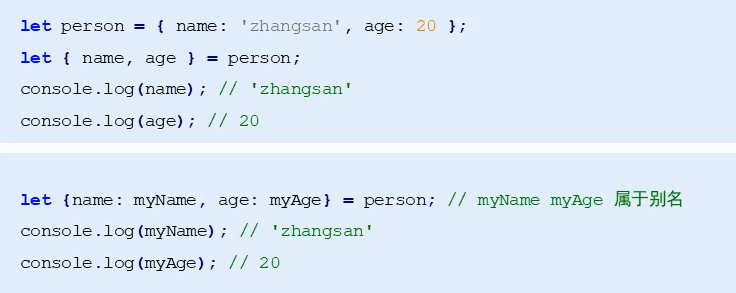 let person = { name: 'zhangsan', age: 20 };
let { name, age } = person;
console.log(name); // 'zhangsan'
console.log(age); // 20
let {name: myName, age: myAge} = person; // myName myAge 属于别名
console.log(myName); // 'zhangsan'
console.log(myAge); // 20